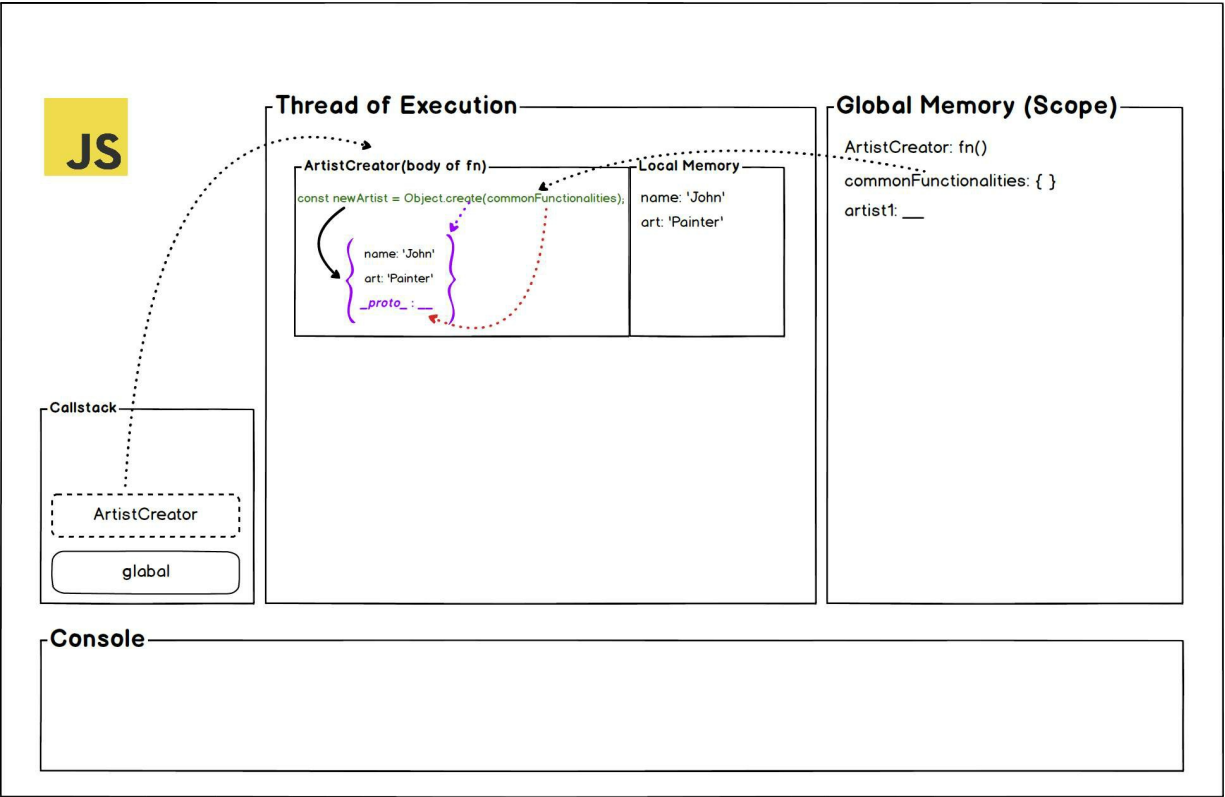 JS
Thread of Execution
ArtistCreator(body of fn)
const newArtist = Object.create(commonFunctionalities);
name: 'John'
art: 'Painter'
_proto_ : __
Local Memory
name: 'John'
art: 'Painter'
Global Memory (Scope)
ArtistCreator: fn()
commonFunctionalities: { }
artist1: __
Callstack
ArtistCreator
glabal
Console